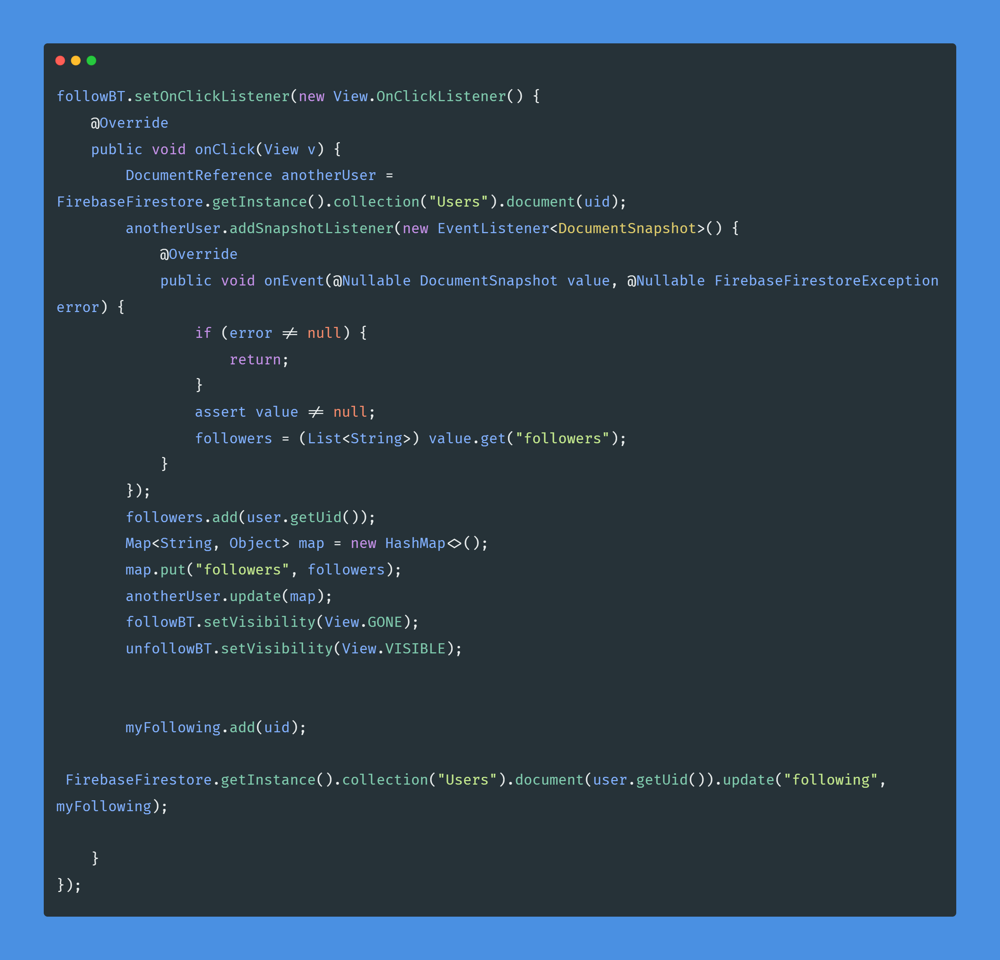 followBT.setOnClickListener(new View.OnClickListener() {
    @Override
    public void onClick(View v) {
        DocumentReference anotherUser =
FirebaseFirestore.getInstance().collection("Users").document(uid);
        anotherUser.addSnapshotListener(new EventListener<DocumentSnapshot>() {
            @Override
            public void onEvent(@Nullable DocumentSnapshot value, @Nullable FirebaseFirestoreException
error) {
                if (error != null) {
                    return;
                }
                assert value != null;
                followers = (List<String>) value.get("followers");
            }
        });
        followers.add(user.getUid());
        Map<String, Object> map = new HashMap<>();
        map.put("followers", followers);
        anotherUser.update(map);
        followBT.setVisibility(View.GONE);
        unfollowBT.setVisibility(View.VISIBLE);
        myFollowing.add(uid);
 FirebaseFirestore.getInstance().collection("Users").document(user.getUid()).update("following",
myFollowing);
    }
});